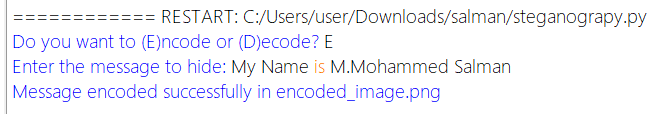 ============ RESTART: C:/Users/user/Downloads/salman/steganograpy.py
Do you want to (E)ncode or (D)ecode? E
Enter the message to hide: My Name is M.Mohammed Salman
Message encoded successfully in encoded_image.png